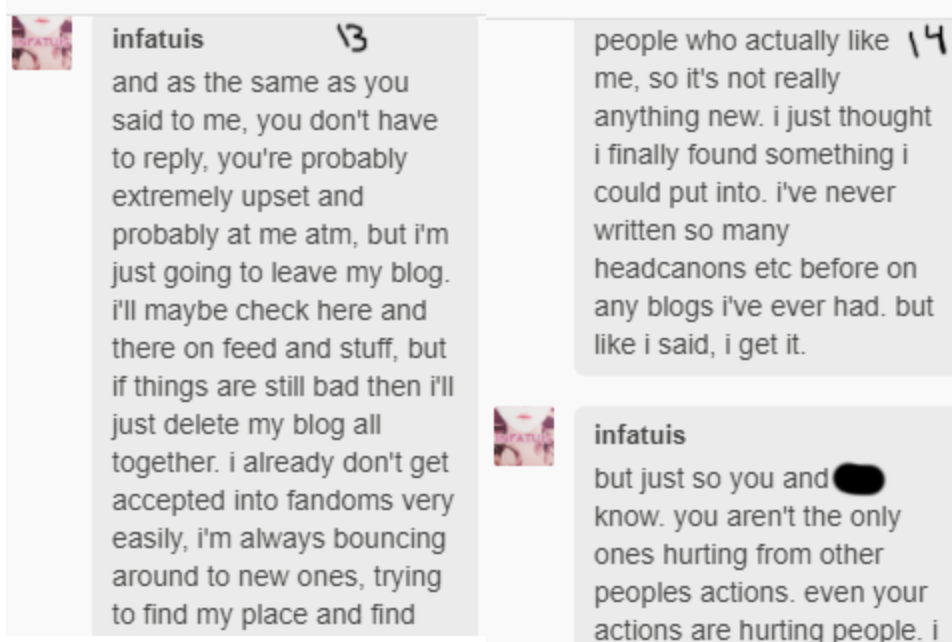 infatuis 13
and as the same as you
said to me, you don't have
to reply, you're probably
extremely upset and
probably at me atm, but i'm
just going to leave my blog.
i'll maybe check here and
there on feed and stuff, but
if things are still bad then i'll
just delete my blog all
together. i already don't get
accepted into fandoms very
easily, i'm always bouncing
around to new ones, trying
to find my place and find
people who actually like 14
me, so it's not really
anything new. i just thought
i finally found something i
could put into. i've never
written so many
headcanons etc before on
any blogs i've ever had. but
like i said, i get it.
infatuis
but just so you and
know. you aren't the only
ones hurting from other
peoples actions. even your
actions are hurting people. i